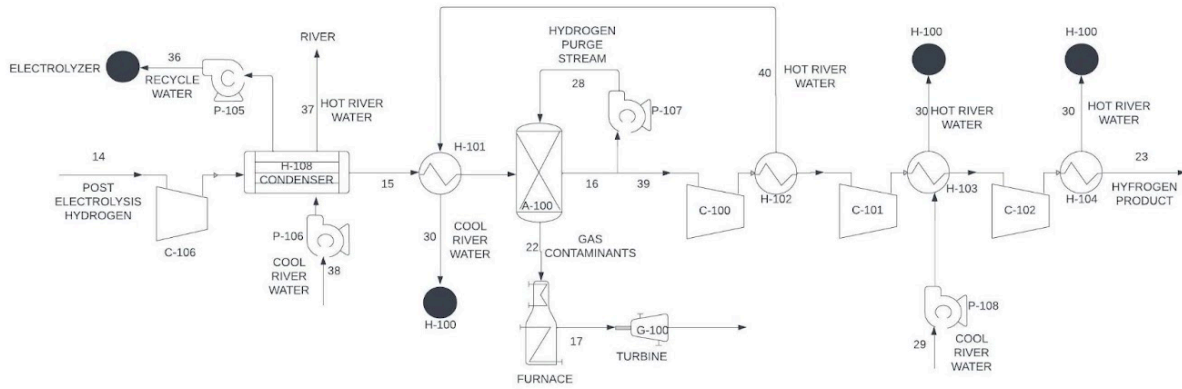 HYDROGEN
PURGE
STREAM
RIVER
H-100
H-100
36
ELECTROLYZER
RECYCLE
WATER
P-105
37
HOT RIVER
WATER
28
P-107
40
HOT RIVER
WATER
30
HOT RIVER
WATER
30
HOT RIVER
WATER
14
POST
ELECTROLYSIS
HYDROGEN
C-106
H-108
CONDENSER
15
H-101
A-100
16
39
C-100
H-102
C-101
H-103
C-102
H-104
23
HYFROGEN
PRODUCT
P-106
COOL
RIVER
WATER
38
30
COOL
RIVER
WATER
H-100
22
GAS
CONTAMINANTS
17
G-100
TURBINE
FURNACE
P-108
29
COOL
RIVER
WATER